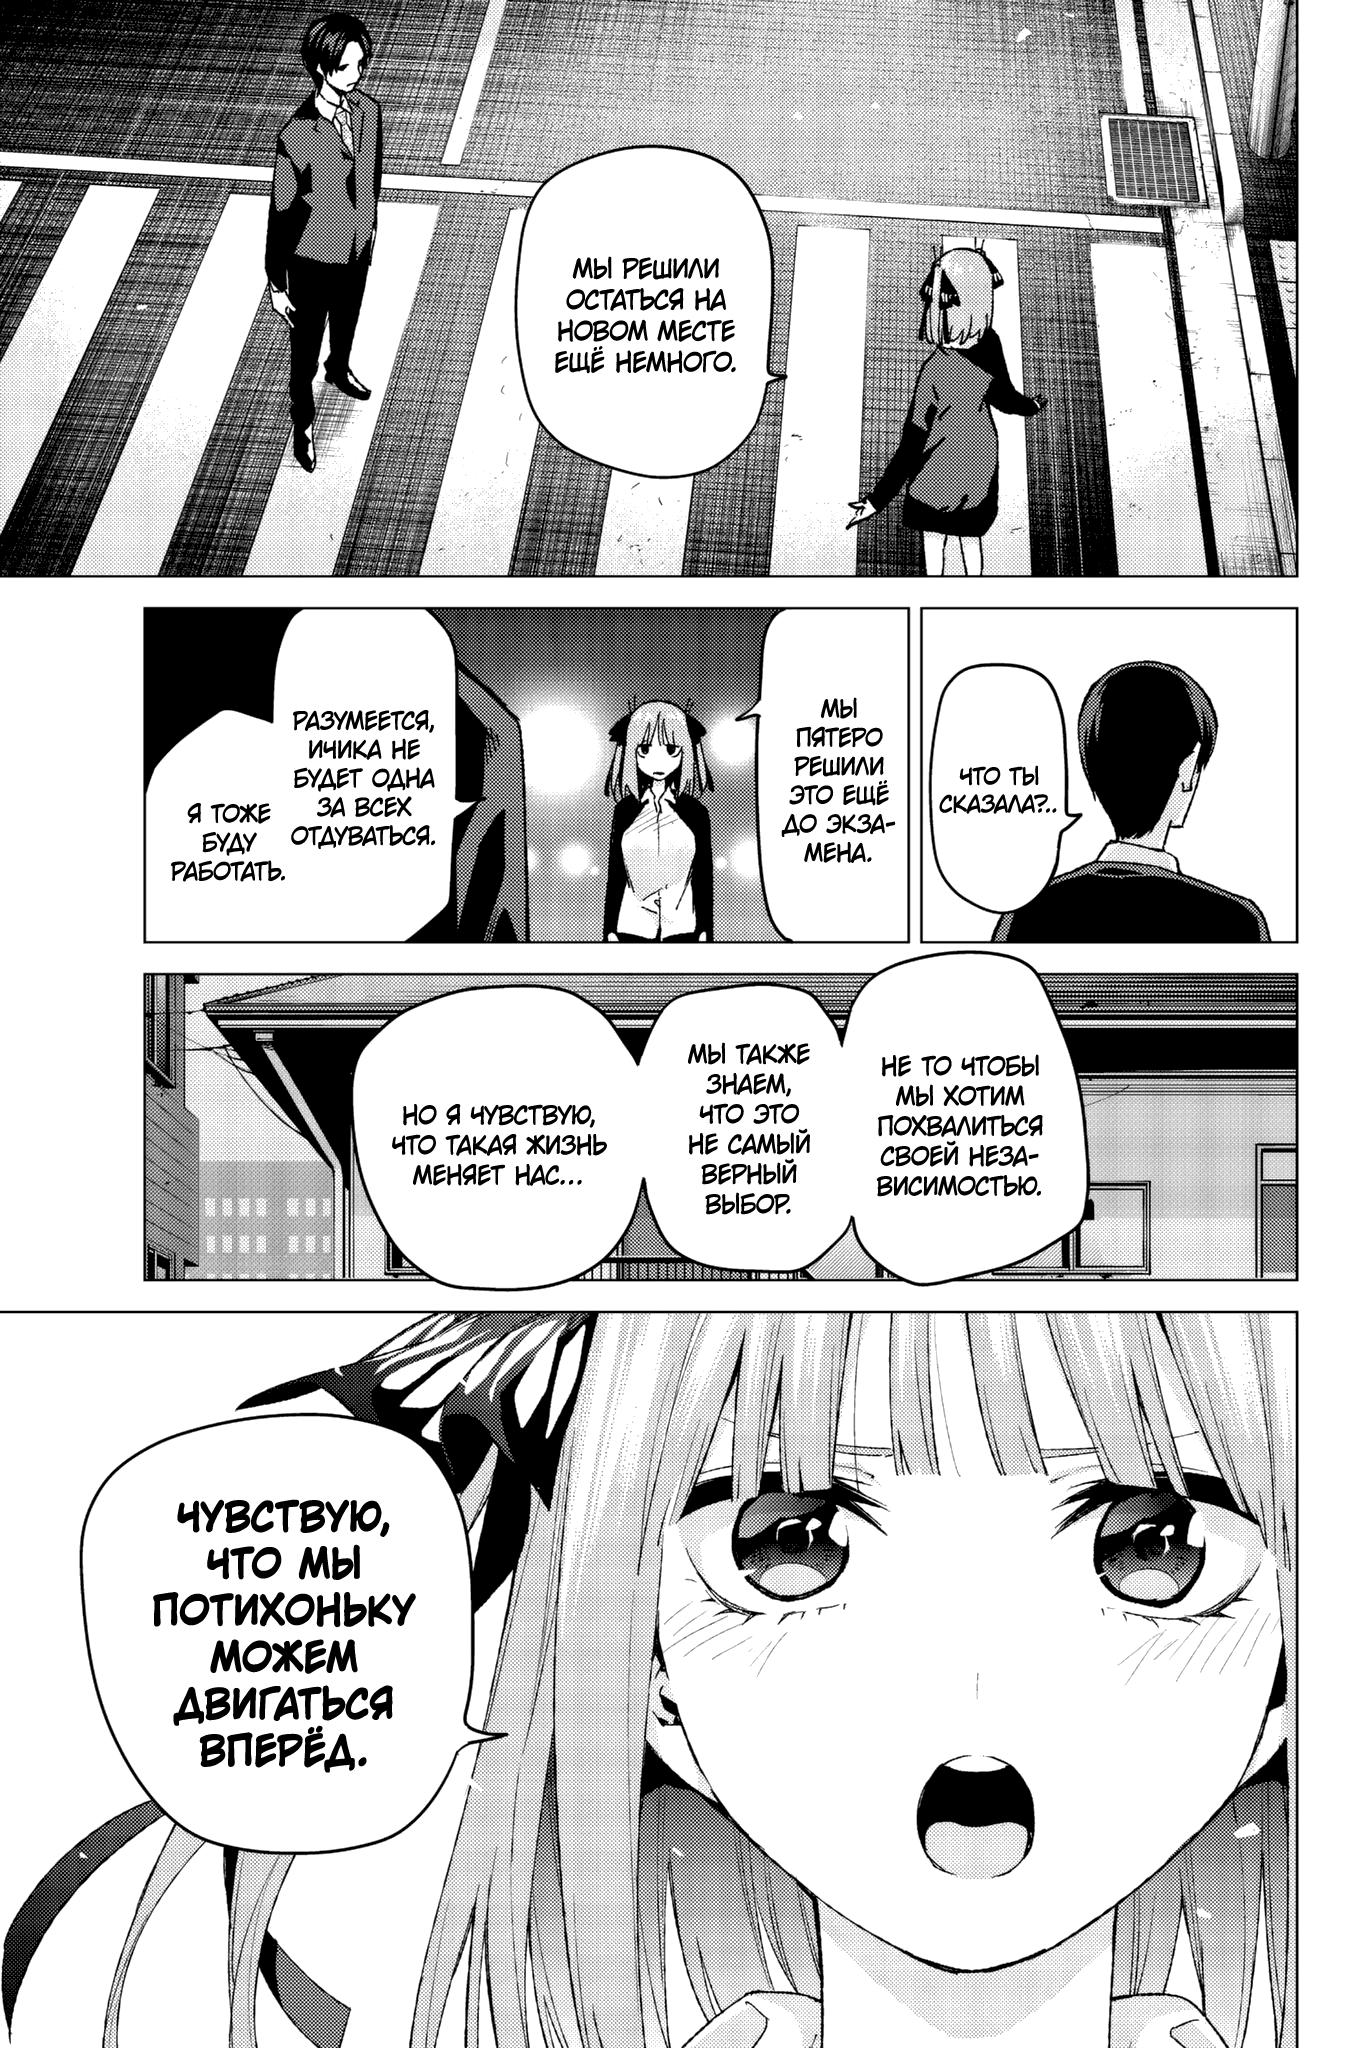 МЫ РЕШИЛИ
ОСТАТЬСЯ НА
НОВОМ МЕСТЕ
ЕЩЁ НЕМНОГО.
ЧТО ТЫ
СКАЗАЛА?..
МЫ
ПЯТЕРО
РЕШИЛИ
ЭТО ЕЩЁ
ДО ЭКЗА-
МЕНА.
РАЗУМЕЕТСЯ,
ИЧИКА НЕ
БУДЕТ ОДНА
ЗА ВСЕХ
ОТДУВАТЬСЯ.
Я ТОЖЕ
БУДУ
РАБОТАТЬ.
НЕ ТО ЧТОБЫ
МЫ ХОТИМ
ПОХВАЛИТЬСЯ
СВОЕЙ НЕЗА-
ВИСИМОСТЬЮ.
МЫ ТАКЖЕ
ЗНАЕМ,
ЧТО ЭТО
НЕ САМЫЙ
ВЕРНЫЙ
ВЫБОР.
НО Я ЧУВСТВУЮ,
ЧТО ТАКАЯ ЖИЗНЬ
МЕНЯЕТ НАС...
ЧУВСТВУЮ,
ЧТО МЫ
ПОТИХОНЬКУ
МОЖЕМ
ДВИГАТЬСЯ
ВПЕРЁД.